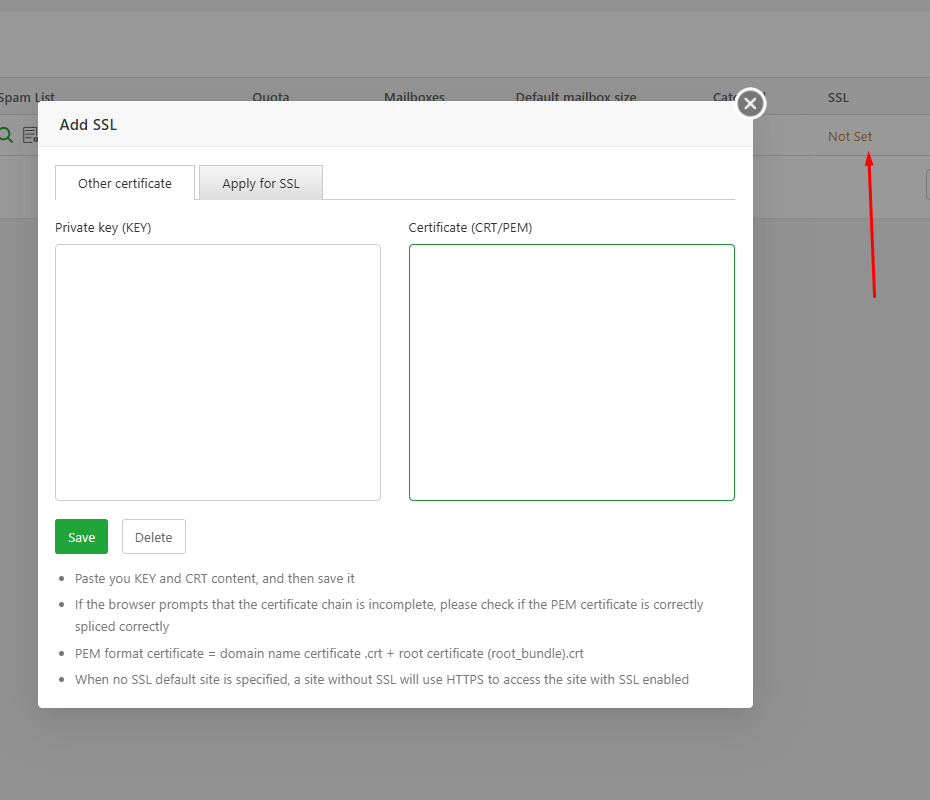 Spam List Quota Mailboxes Default mailbox size SSL
Add SSL
Not Set
Other certificate Apply for SSL
Private key (KEY) Certificate (CRT/PEM)
Save Delete
Paste you KEY and CRT content, and then save it
If the browser prompts that the certificate chain is incomplete, please check if the PEM certificate is correctly
spliced correctly
PEM format certificate = domain name certificate .crt + root certificate (root_bundle).crt
When no SSL default site is specified, a site without SSL will use HTTPS to access the site with SSL enabled